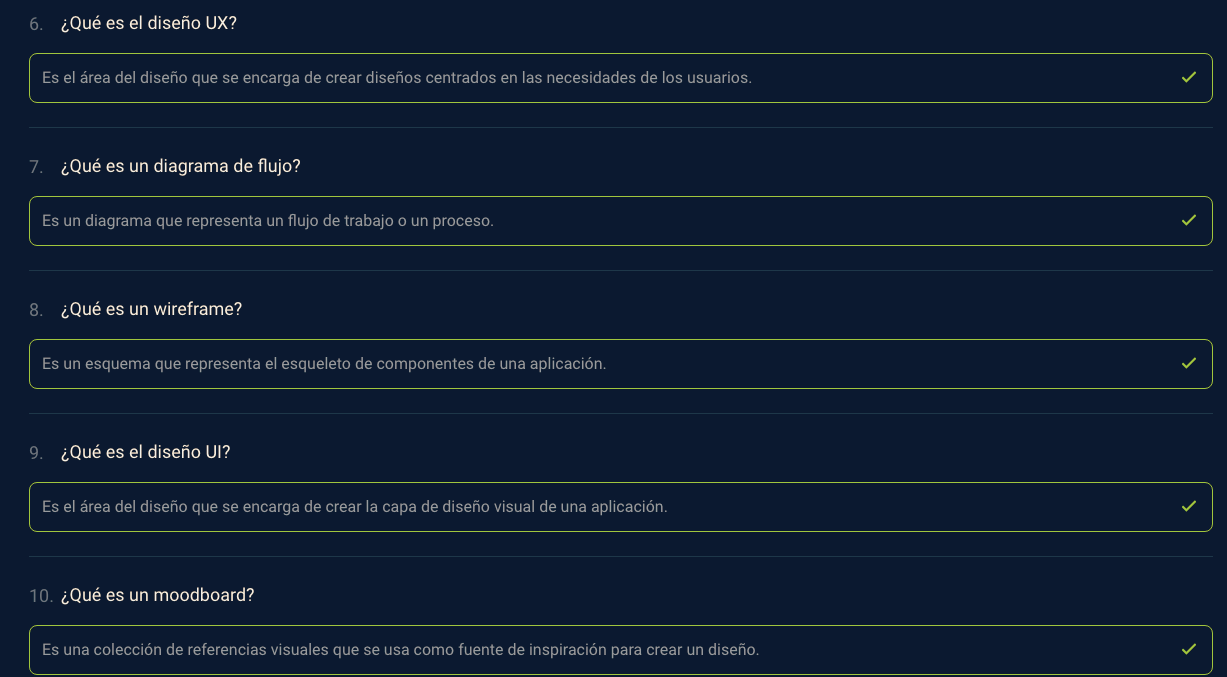 6. ¿Qué es el diseño UX?
Es el área del diseño que se encarga de crear diseños centrados en las necesidades de los usuarios.
7. ¿Qué es un diagrama de flujo?
Es un diagrama que representa un flujo de trabajo o un proceso.
8. ¿Qué es un wireframe?
Es un esquema que representa el esqueleto de componentes de una aplicación.
9. ¿Qué es el diseño UI?
Es el área del diseño que se encarga de crear la capa de diseño visual de una aplicación.
10. ¿Qué es un moodboard?
Es una colección de referencias visuales que se usa como fuente de inspiración para crear un diseño.